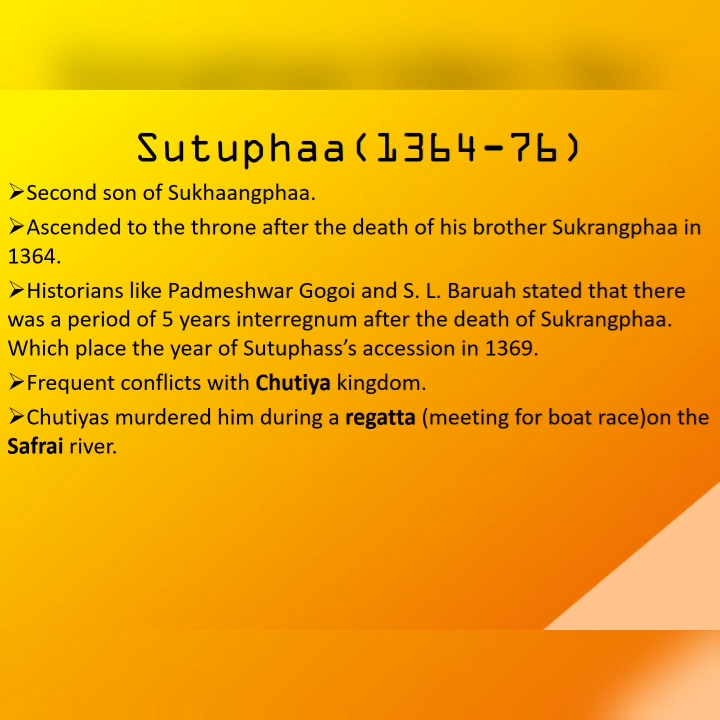 Sutuphaa(1364-76)
➢Second son of Sukhaangphaa.
➢Ascended to the throne after the death of his brother Sukrangphaa in
1364.
➢Historians like Padmeshwar Gogoi and S. L. Baruah stated that there
was a period of 5 years interregnum after the death of Sukrangphaa.
Which place the year of Sutuphass’s accession in 1369.
➢Frequent conflicts with Chutiya kingdom.
➢Chutiyas murdered him during a regatta (meeting for boat race)on the
Safrai river.